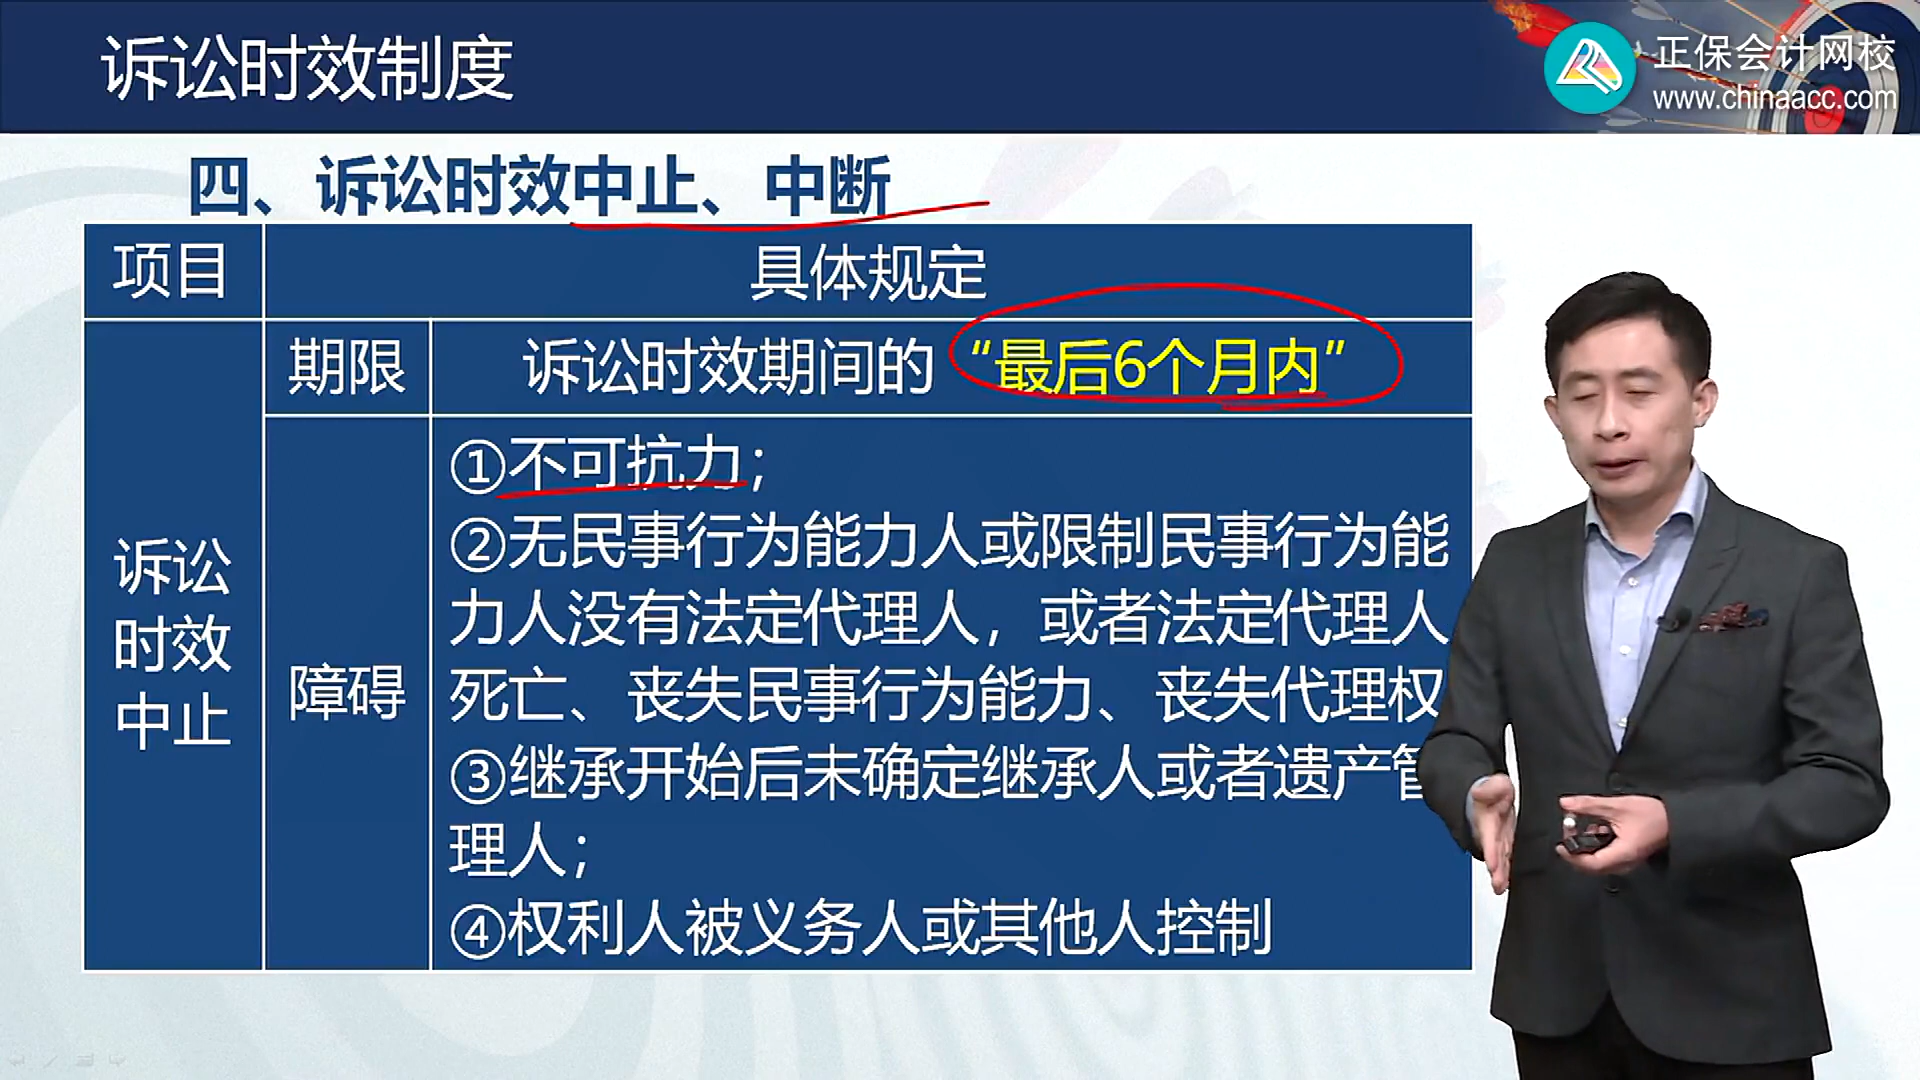 诉讼时效制度
正保会计网校
www.chinaacc.com
四、诉讼时效中止、中断
项目
具体规定
诉讼
时效
中止
期限
诉讼时效期间的“最后6个月内”
障碍
①不可抗力；
②无民事行为能力人或限制民事行为能
力人没有法定代理人，或者法定代理人
死亡、丧失民事行为能力、丧失代理权
③继承开始后未确定继承人或者遗产管
理人；
④权利人被义务人或其他人控制